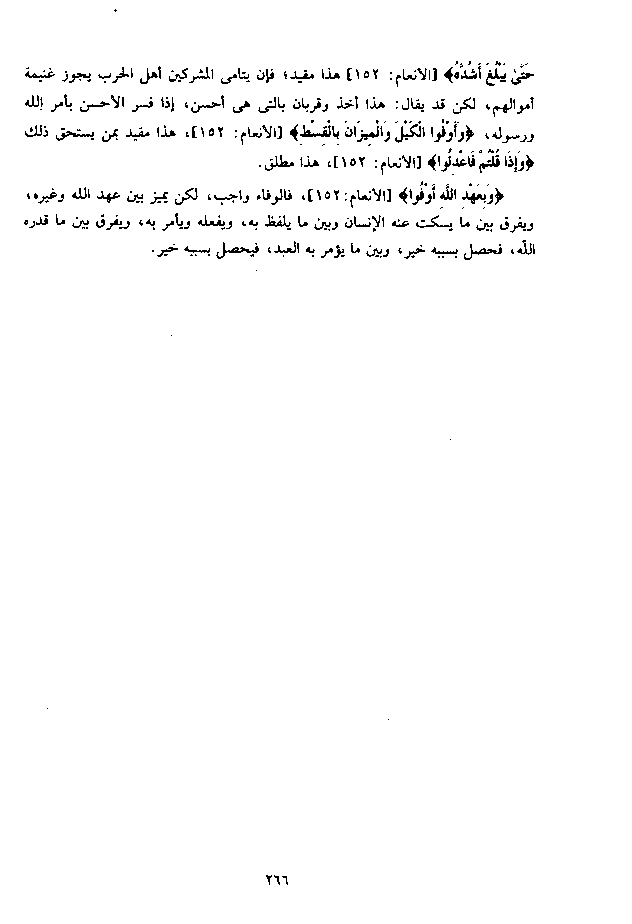 حَتَّىٰ يَبْلُغَ أَشُدَّهُ﴾ [الأنعام: ١٥٢] هذا مقيد؛ فإن يتامى المشركين أهل الحرب يجوز غنيمة
أموالهم، لكن قد يقال: هذا أخذ وقربان بالتى هى أحسن، إذا فسر الأحسن بأمر الله
ورسوله، ﴿وَأَوْفُوا الْكَيْلَ وَالْمِيزَانَ بِالْقِسْطِ﴾ [الأنعام: ١٥٢]، هذا مقيد بمن يستحق ذلك
﴿وَإِذَا قُلْتُمْ فَاعْدِلُوا﴾ [الأنعام: ١٥٢]، هذا مطلق.
﴿وَبِعَهْدِ اللَّهِ أَوْفُوا﴾ [الأنعام:١٥٢]، فالوفاء واجب، لكن يميز بين عهد الله وغيره،
ويفرق بين ما يسكت عنه الإنسان وبين ما يلفظ به، ويفعله ويأمر به، ويفرق بين ما قدره
الله، فحصل بسببه خير، وبين ما يؤمر به العبد، فيحصل بسببه خير.
٢٦٦